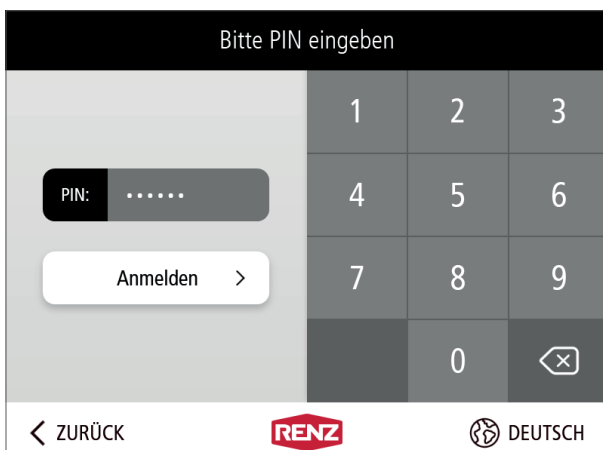 Bitte PIN eingeben
1 2 3
PIN: ••••••
4 5 6
Anmelden >
7 8 9
0
ZURÜCK
RENZ
DEUTSCH